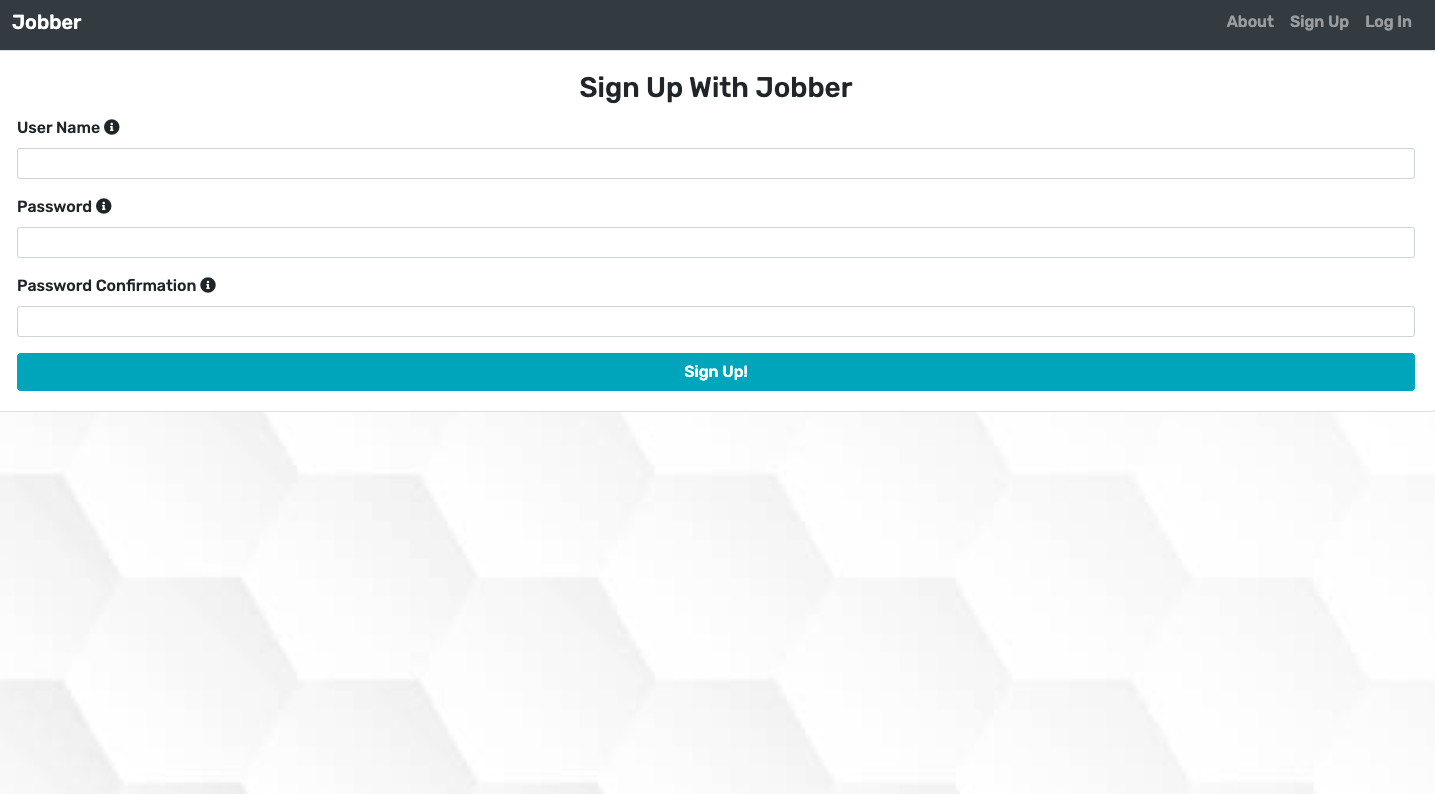 Jobber
About Sign Up Log In
Sign Up With Jobber
User Name
Password
Password Confirmation
Sign Up!